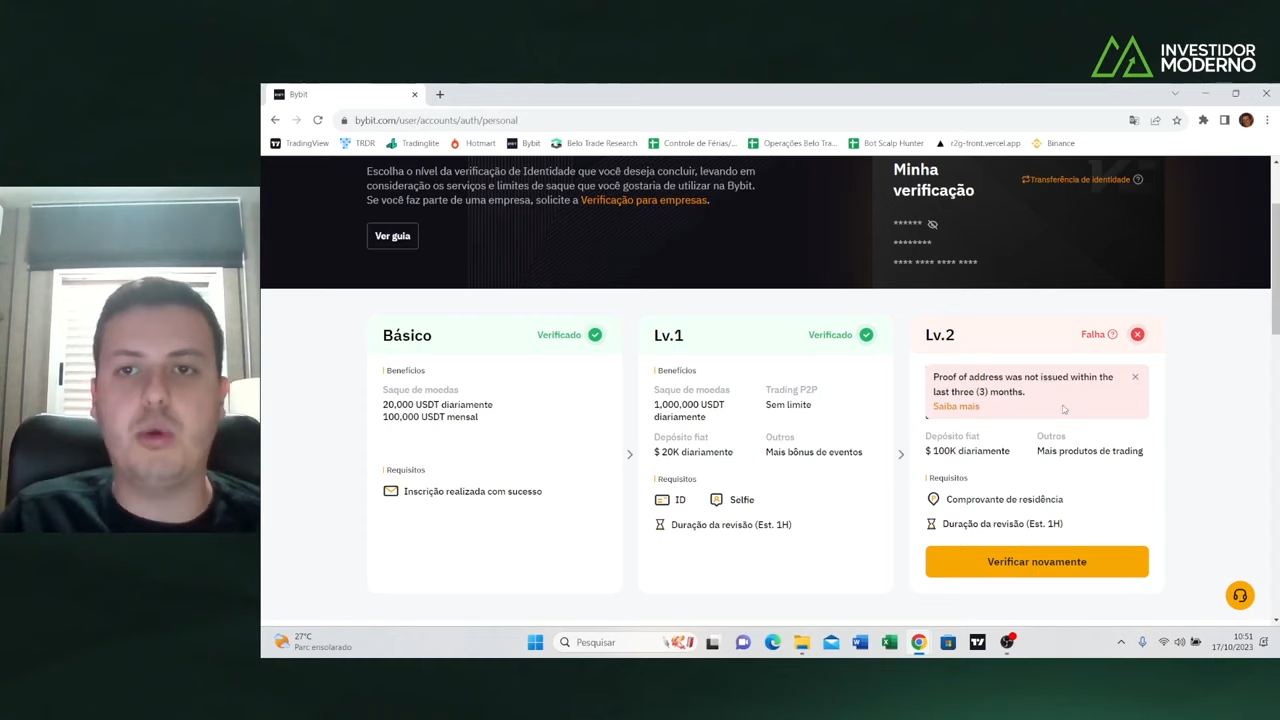 INVESTIDOR
MODERNO
Bybit
bybit.com/user/accounts/auth/personal
TradingView TRDR Tradinglite Hotmart Bybit Belo Trade Research Controle de Férias/... Operações Belo Tra... Bot Scalp Hunter r2g-front.vercel.app Binance
Escolha o nível da verificação de Identidade que você deseja concluir, levando em
consideração os serviços e limites de saque que você gostaria de utilizar na Bybit.
Se você faz parte de uma empresa, solicite a Verificação para empresas.
Ver guia
Minha
verificação
Transferência de identidade
******
********
**** **** **** ****
Básico Verificado
Benefícios
Saque de moedas
20,000 USDT diariamente
100,000 USDT mensal
Requisitos
Inscrição realizada com sucesso
Lv.1 Verificado
Benefícios
Saque de moedas Trading P2P
1,000,000 USDT Sem limite
diariamente
Depósito fiat Outros
$ 20K diariamente Mais bônus de eventos
Requisitos
ID Selfie
Duração da revisão (Est. 1H)
Lv.2 Falha
Proof of address was not issued within the
last three (3) months.
Saiba mais
Depósito fiat Outros
$ 100K diariamente Mais produtos de trading
Requisitos
Comprovante de residência
Duração da revisão (Est. 1H)
Verificar novamente
27°C
Parc ensolarado
Pesquisar
10:51
17/10/2023